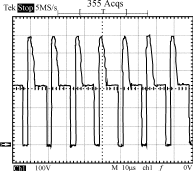 Tek Stop 5MS/s 355 Acqs
Ch1 100V M 10µs ch1 ƒ 0V